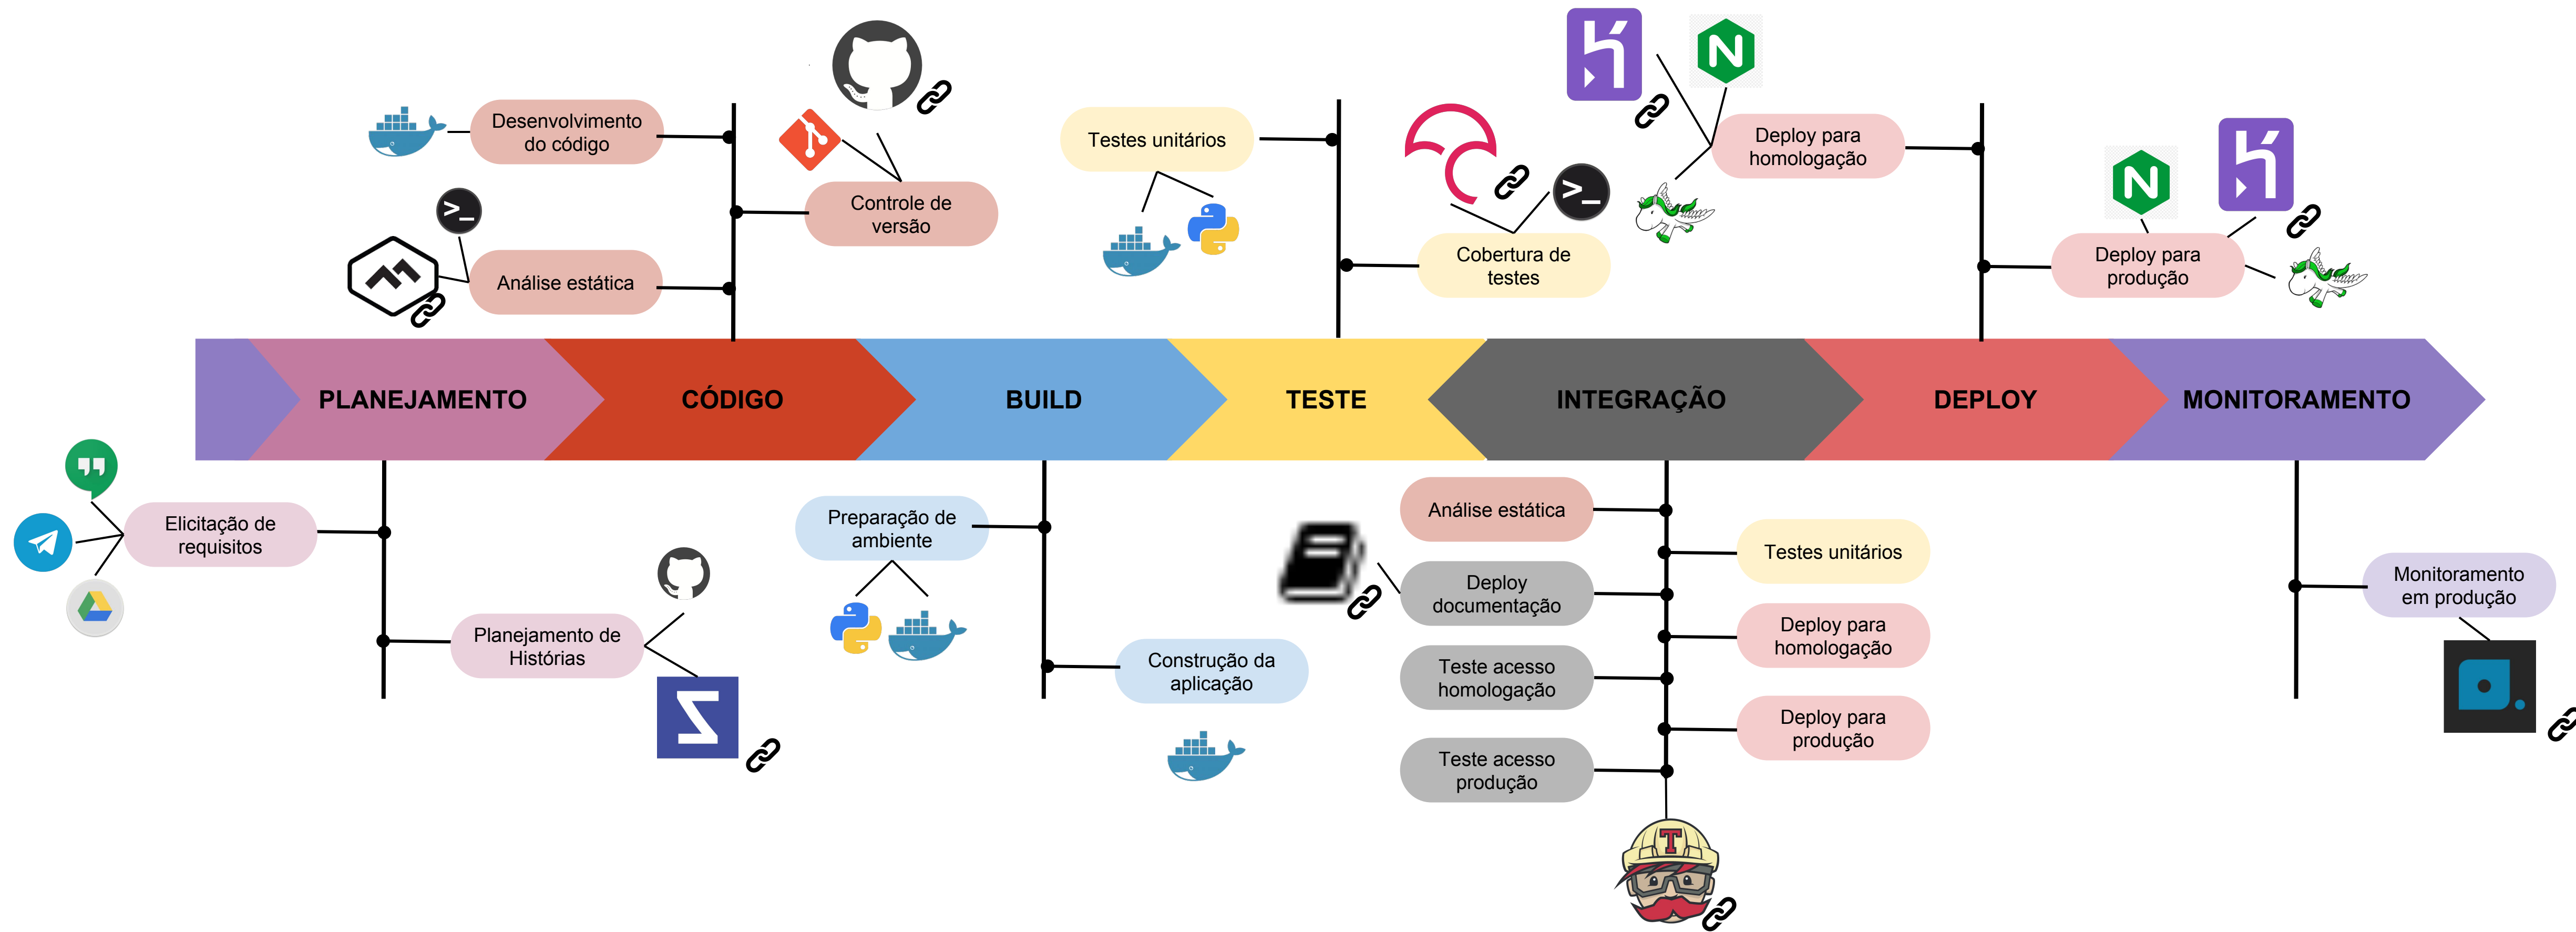 Desenvolvimento
do código
Análise estática
Controle de
versão
Testes unitários
Cobertura de
testes
Deploy para
homologação
Deploy para
produção
PLANEJAMENTO
CÓDIGO
BUILD
TESTE
INTEGRAÇÃO
DEPLOY
MONITORAMENTO
Elicitação de
requisitos
Planejamento de
Histórias
Preparação de
ambiente
Construção da
aplicação
Análise estática
Testes unitários
Deploy
documentação
Deploy para
homologação
Teste acesso
homologação
Deploy para
produção
Teste acesso
produção
T
Monitoramento
em produção